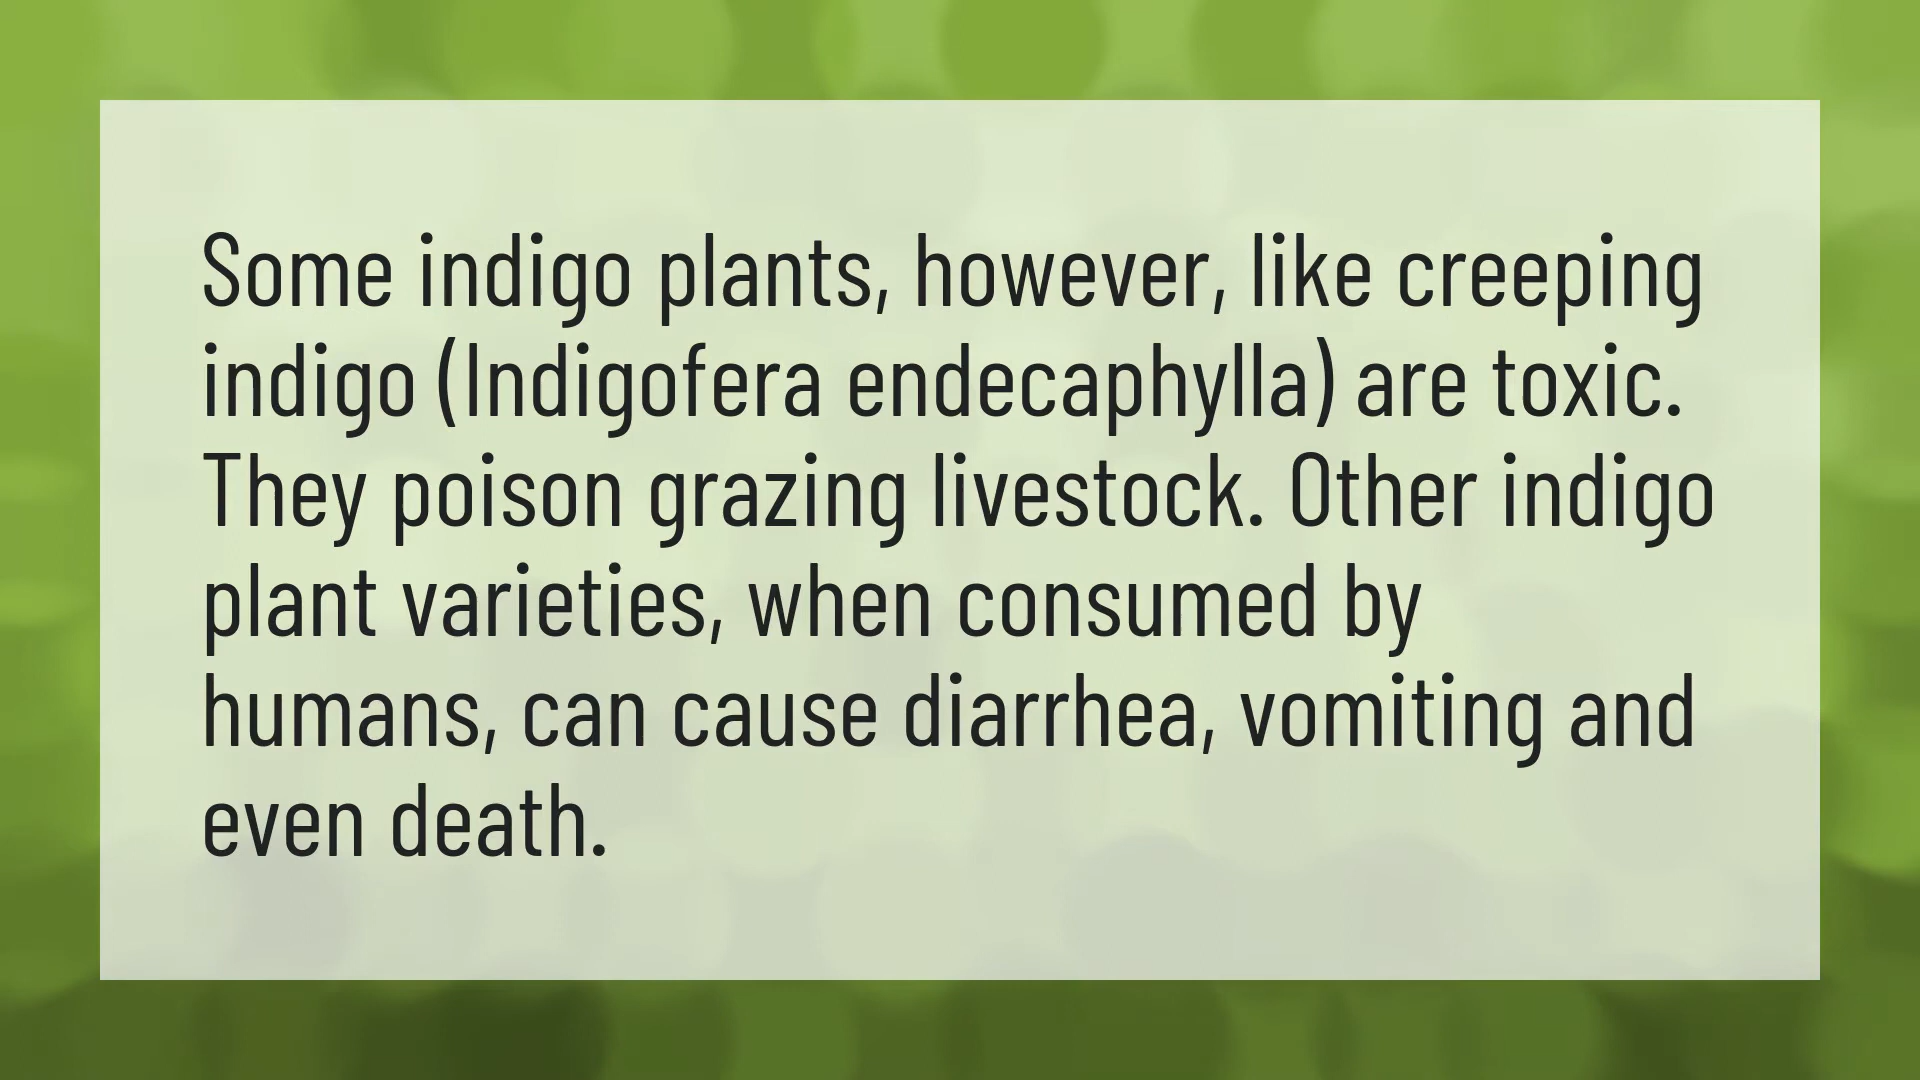 Some indigo plants, however, like creeping
indigo (Indigofera endecaphylla) are toxic.
They poison grazing livestock. Other indigo
plant varieties, when consumed by
humans, can cause diarrhea, vomiting and
even death.